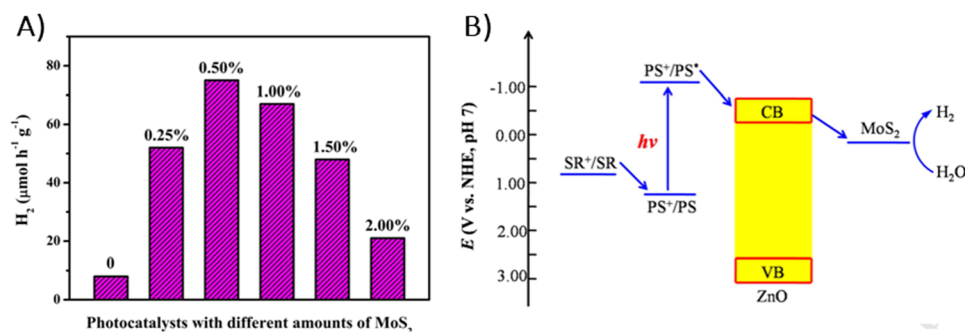 A)
80
60
40
20
0
H₂ (μmol h⁻¹ g⁻¹)
0
0.25%
0.50%
1.00%
1.50%
2.00%
Photocatalysts with different amounts of MoS₂
B)
E (V vs. NHE, pH 7)
-1.00
0.00
1.00
2.00
3.00
SR⁺/SR
PS⁺/PS*
hν
PS⁺/PS
CB
VB
ZnO
MoS₂
H₂
H₂O